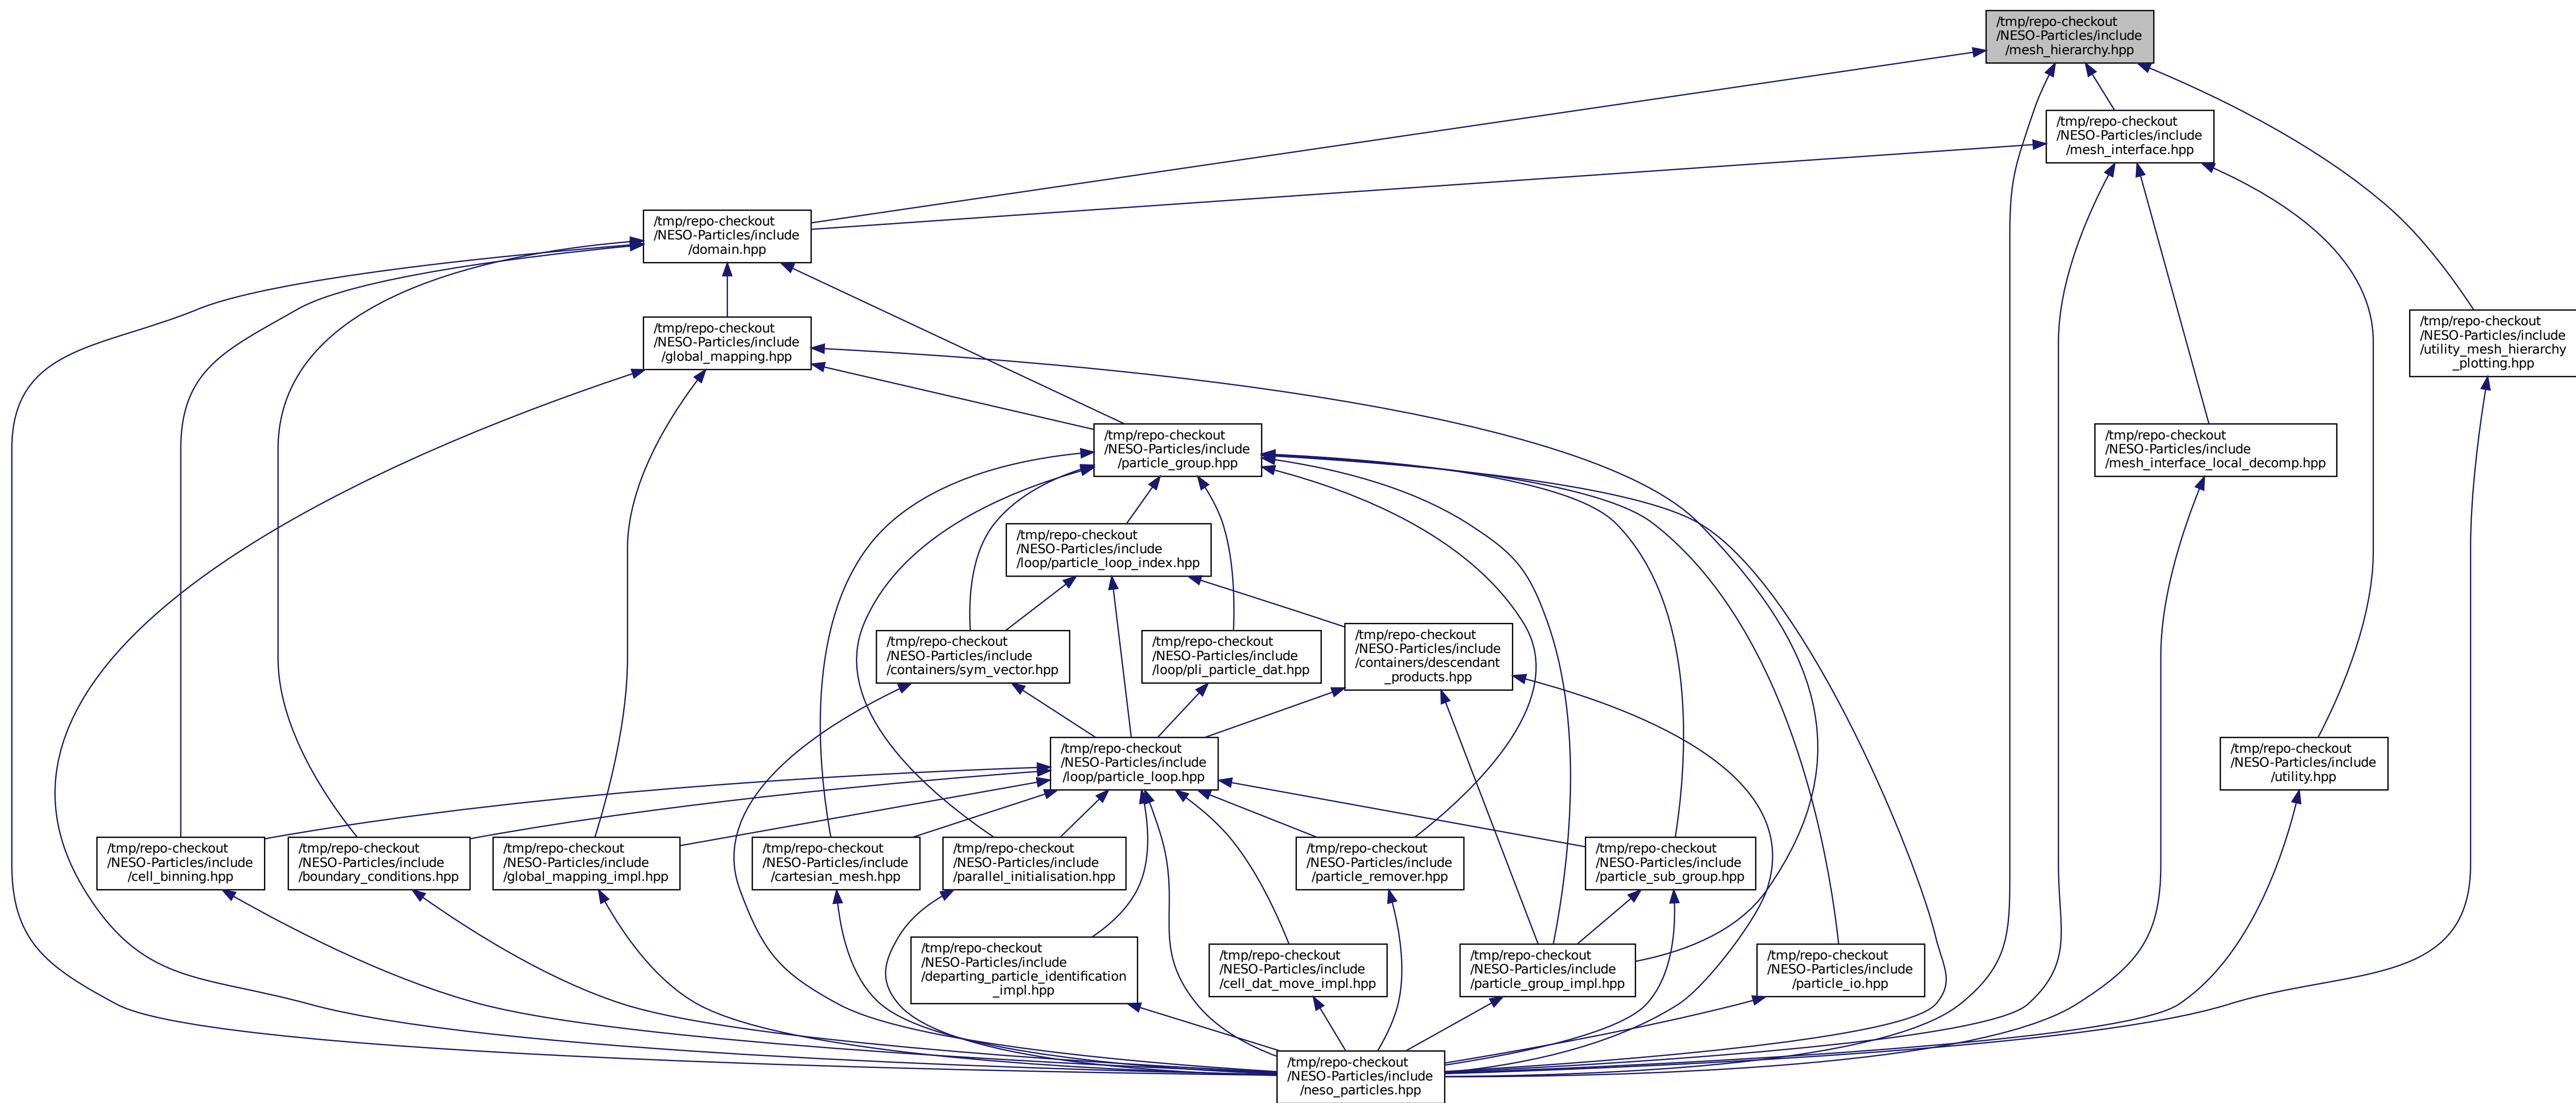 /tmp/repo-checkout
/NESO-Particles/include
/mesh_hierarchy.hpp
/tmp/repo-checkout
/NESO-Particles/include
/mesh_interface.hpp
/tmp/repo-checkout
/NESO-Particles/include
/domain.hpp
/tmp/repo-checkout
/NESO-Particles/include
/global_mapping.hpp
/tmp/repo-checkout
/NESO-Particles/include
/utility_mesh_hierarchy
_plotting.hpp
/tmp/repo-checkout
/NESO-Particles/include
/particle_group.hpp
/tmp/repo-checkout
/NESO-Particles/include
/mesh_interface_local_decomp.hpp
/tmp/repo-checkout
/NESO-Particles/include
/loop/particle_loop_index.hpp
/tmp/repo-checkout
/NESO-Particles/include
/containers/sym_vector.hpp
/tmp/repo-checkout
/NESO-Particles/include
/loop/pli_particle_dat.hpp
/tmp/repo-checkout
/NESO-Particles/include
/containers/descendant
_products.hpp
/tmp/repo-checkout
/NESO-Particles/include
/loop/particle_loop.hpp
/tmp/repo-checkout
/NESO-Particles/include
/utility.hpp
/tmp/repo-checkout
/NESO-Particles/include
/cell_binning.hpp
/tmp/repo-checkout
/NESO-Particles/include
/boundary_conditions.hpp
/tmp/repo-checkout
/NESO-Particles/include
/global_mapping_impl.hpp
/tmp/repo-checkout
/NESO-Particles/include
/cartesian_mesh.hpp
/tmp/repo-checkout
/NESO-Particles/include
/parallel_initialisation.hpp
/tmp/repo-checkout
/NESO-Particles/include
/particle_remover.hpp
/tmp/repo-checkout
/NESO-Particles/include
/particle_sub_group.hpp
/tmp/repo-checkout
/NESO-Particles/include
/departing_particle_identification
_impl.hpp
/tmp/repo-checkout
/NESO-Particles/include
/cell_dat_move_impl.hpp
/tmp/repo-checkout
/NESO-Particles/include
/particle_group_impl.hpp
/tmp/repo-checkout
/NESO-Particles/include
/particle_io.hpp
/tmp/repo-checkout
/NESO-Particles/include
/neso_particles.hpp